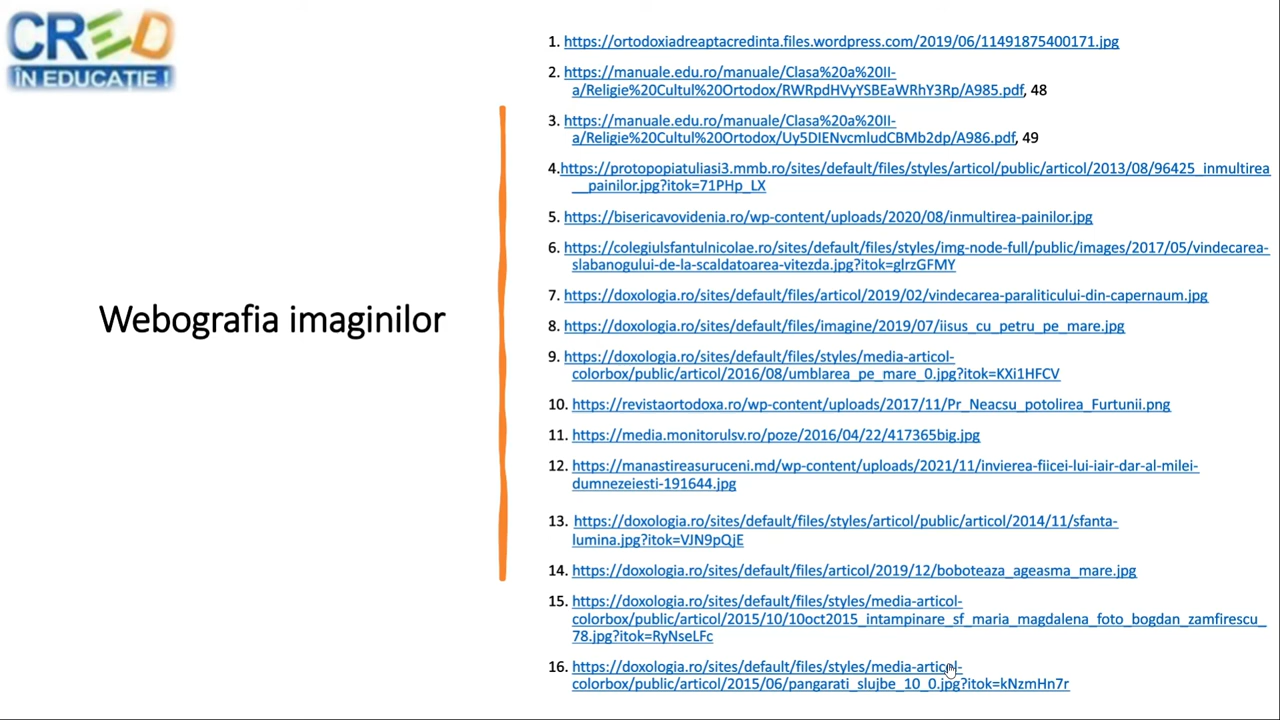 CRED
ÎN EDUCAȚIE !
Webografia imaginilor
1. https://ortodoxiadreaptacredinta.files.wordpress.com/2019/06/11491875400171.jpg
2. https://manuale.edu.ro/manuale/Clasa%20a%20II-
a/Religie%20Cultul%20Ortodox/RWRpdHVyYSBEaWRhY3Rp/A985.pdf, 48
3. https://manuale.edu.ro/manuale/Clasa%20a%20II-
a/Religie%20Cultul%20Ortodox/Uy5DIENvcmludCBMb2dp/A986.pdf, 49
4.https://protopopiatuliasi3.mmb.ro/sites/default/files/styles/articol/public/articol/2013/08/96425_inmultirea
__painilor.jpg?itok=71PHp_LX
5. https://bisericavovidenia.ro/wp-content/uploads/2020/08/inmultirea-painilor.jpg
6. https://colegiulsfantulnicolae.ro/sites/default/files/styles/img-node-full/public/images/2017/05/vindecarea-
slabanogului-de-la-scaldatoarea-vitezda.jpg?itok=glrzGFMY
7. https://doxologia.ro/sites/default/files/articol/2019/02/vindecarea-paraliticului-din-capernaum.jpg
8. https://doxologia.ro/sites/default/files/imagine/2019/07/iisus_cu_petru_pe_mare.jpg
9. https://doxologia.ro/sites/default/files/styles/media-articol-
colorbox/public/articol/2016/08/umblarea_pe_mare_0.jpg?itok=KXi1HFCV
10. https://revistaortodoxa.ro/wp-content/uploads/2017/11/Pr_Neacsu_potolirea_Furtunii.png
11. https://media.monitorulsv.ro/poze/2016/04/22/417365big.jpg
12. https://manastireasuruceni.md/wp-content/uploads/2021/11/invierea-fiicei-lui-iair-dar-al-milei-
dumnezeiesti-191644.jpg
13. https://doxologia.ro/sites/default/files/styles/articol/public/articol/2014/11/sfanta-
lumina.jpg?itok=VJN9pQjE
14. https://doxologia.ro/sites/default/files/articol/2019/12/boboteaza_ageasma_mare.jpg
15. https://doxologia.ro/sites/default/files/styles/media-articol-
colorbox/public/articol/2015/10/10oct2015_intampinare_sf_maria_magdalena_foto_bogdan_zamfirescu_
78.jpg?itok=RyNseLFc
16. https://doxologia.ro/sites/default/files/styles/media-articol-
colorbox/public/articol/2015/06/pangarati_slujbe_10_0.jpg?itok=kNzmHn7r